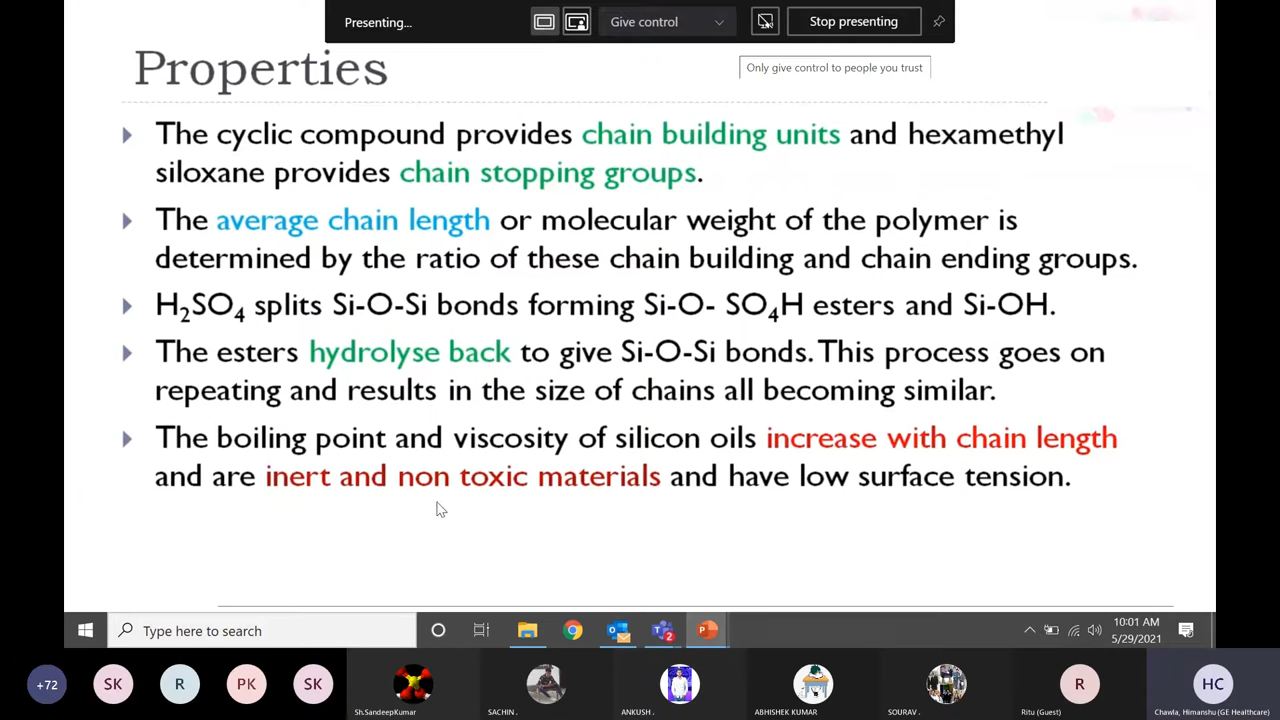 Presenting...
Give control
Stop presenting
Only give control to people you trust
Properties
The cyclic compound provides chain building units and hexamethyl
siloxane provides chain stopping groups.
The average chain length or molecular weight of the polymer is
determined by the ratio of these chain building and chain ending groups.
H₂SO₄ splits Si-O-Si bonds forming Si-O- SO₄H esters and Si-OH.
The esters hydrolyse back to give Si-O-Si bonds. This process goes on
repeating and results in the size of chains all becoming similar.
The boiling point and viscosity of silicon oils increase with chain length
and are inert and non toxic materials and have low surface tension.
Type here to search
2
10:01 AM
5/29/2021
+72
SK
R
PK
SK
R
HC
Sh.SandeepKumar
SACHIN .
ANKUSH .
ABHISHEK KUMAR
SOURAV .
Ritu (Guest)
Chawla, Himanshu (GE Healthcare)